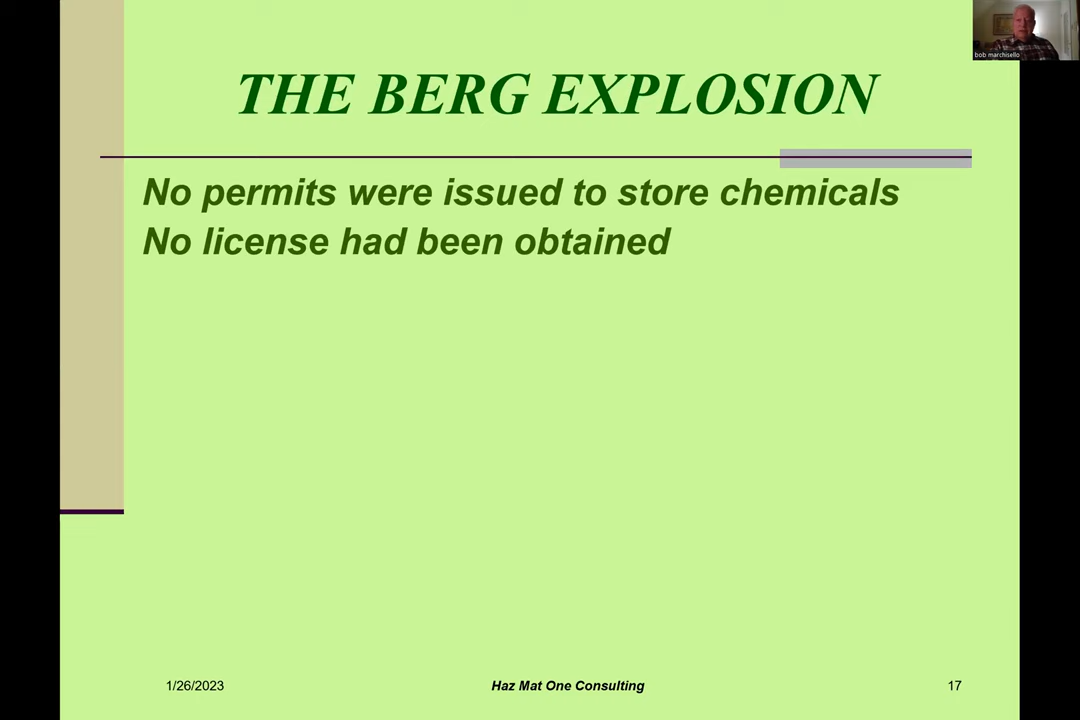 bob marchisello
THE BERG EXPLOSION
No permits were issued to store chemicals
No license had been obtained
1/26/2023
Haz Mat One Consulting
17